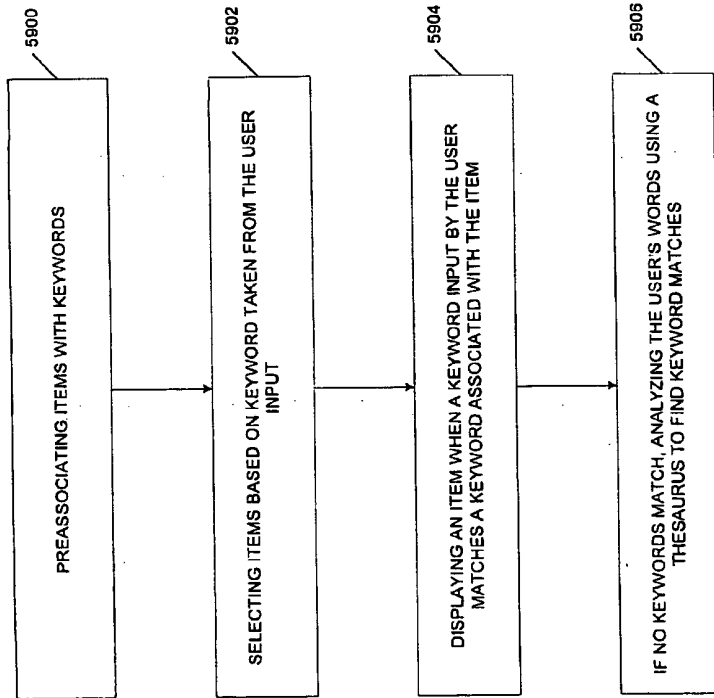 5900
PREASSOCIATING ITEMS WITH KEYWORDS
5902
SELECTING ITEMS BASED ON KEYWORD TAKEN FROM THE USER
INPUT
5904
DISPLAYING AN ITEM WHEN A KEYWORD INPUT BY THE USER
MATCHES A KEYWORD ASSOCIATED WITH THE ITEM
5906
IF NO KEYWORDS MATCH, ANALYZING THE USER'S WORDS USING A
THESAURUS TO FIND KEYWORD MATCHES